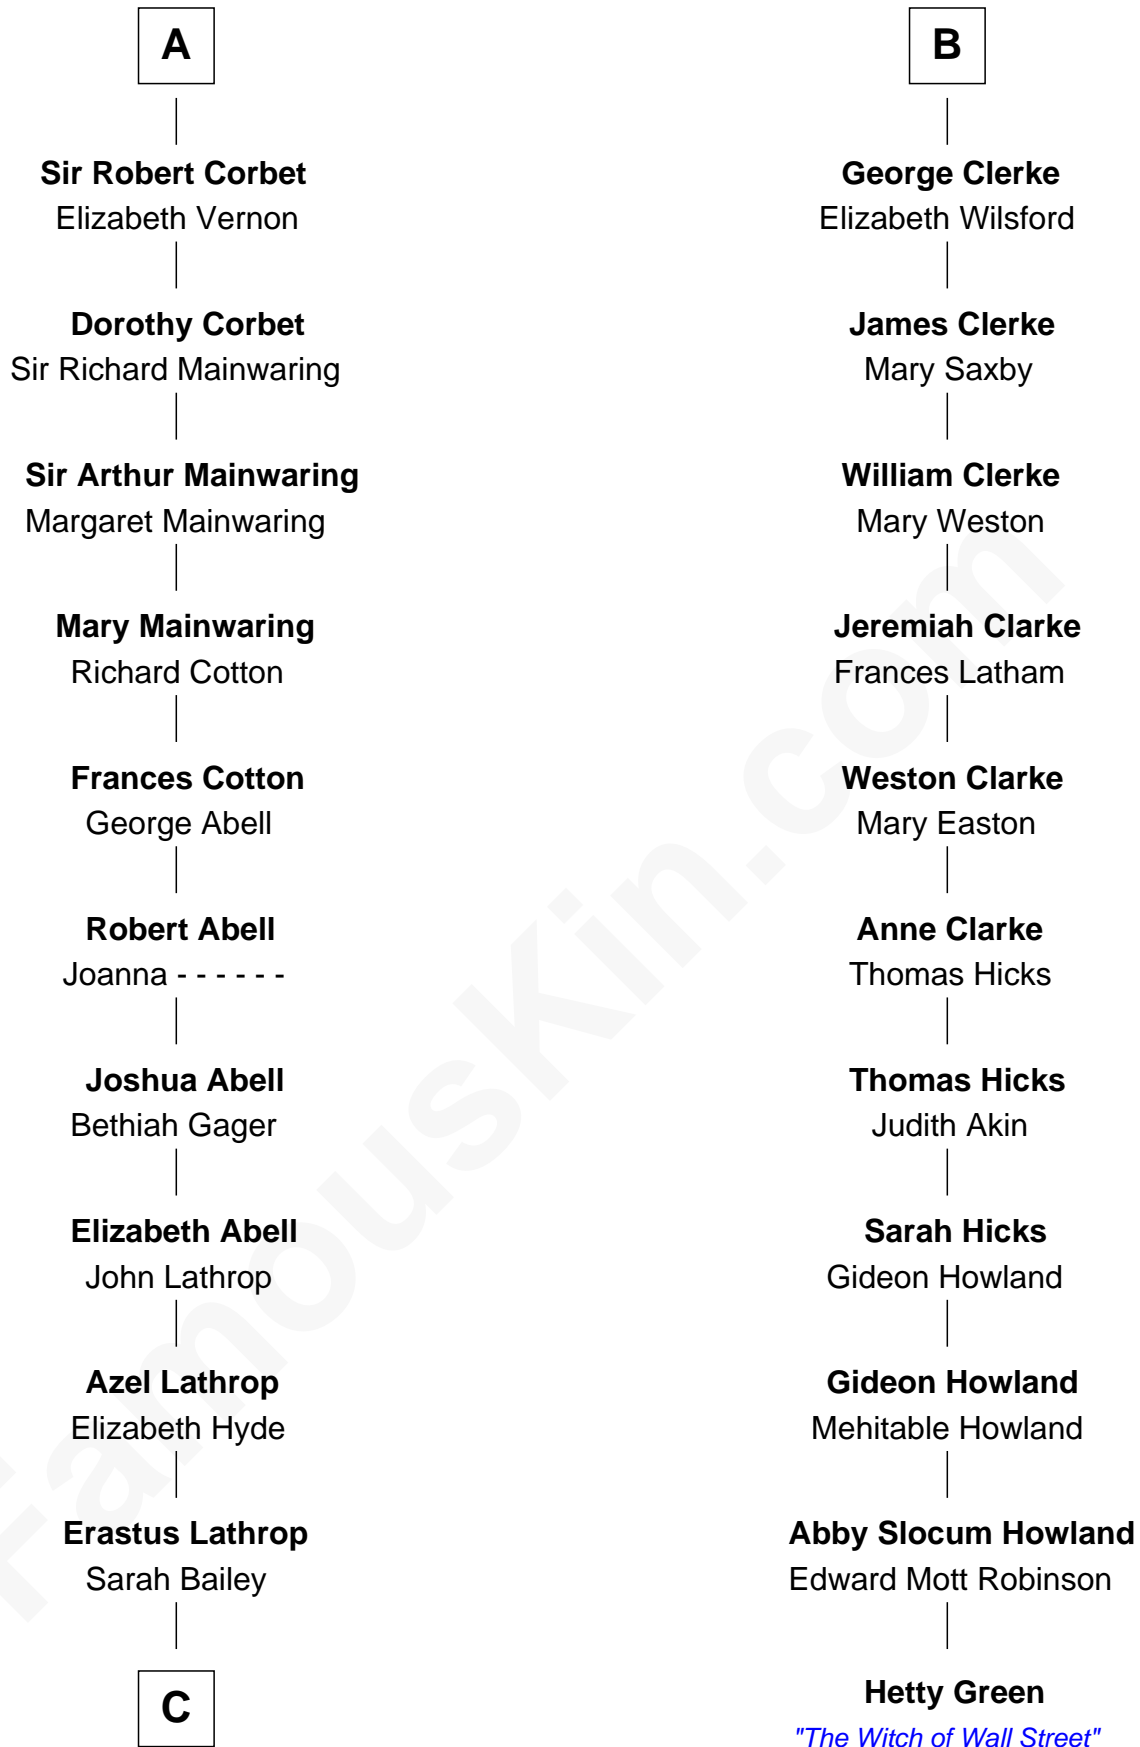 A
Sir Robert Corbet
Elizabeth Vernon
Dorothy Corbet
Sir Richard Mainwaring
Sir Arthur Mainwaring
Margaret Mainwaring
Mary Mainwaring
Richard Cotton
Frances Cotton
George Abell
Robert Abell
Joanna - - - - - -
Joshua Abell
Bethiah Gager
Elizabeth Abell
John Lathrop
Azel Lathrop
Elizabeth Hyde
Erastus Lathrop
Sarah Bailey
C
B
George Clerke
Elizabeth Wilsford
James Clerke
Mary Saxby
William Clerke
Mary Weston
Jeremiah Clarke
Frances Latham
Weston Clarke
Mary Easton
Anne Clarke
Thomas Hicks
Thomas Hicks
Judith Akin
Sarah Hicks
Gideon Howland
Gideon Howland
Mehitable Howland
Abby Slocum Howland
Edward Mott Robinson
Hetty Green
"The Witch of Wall Street"
FamousKin.com